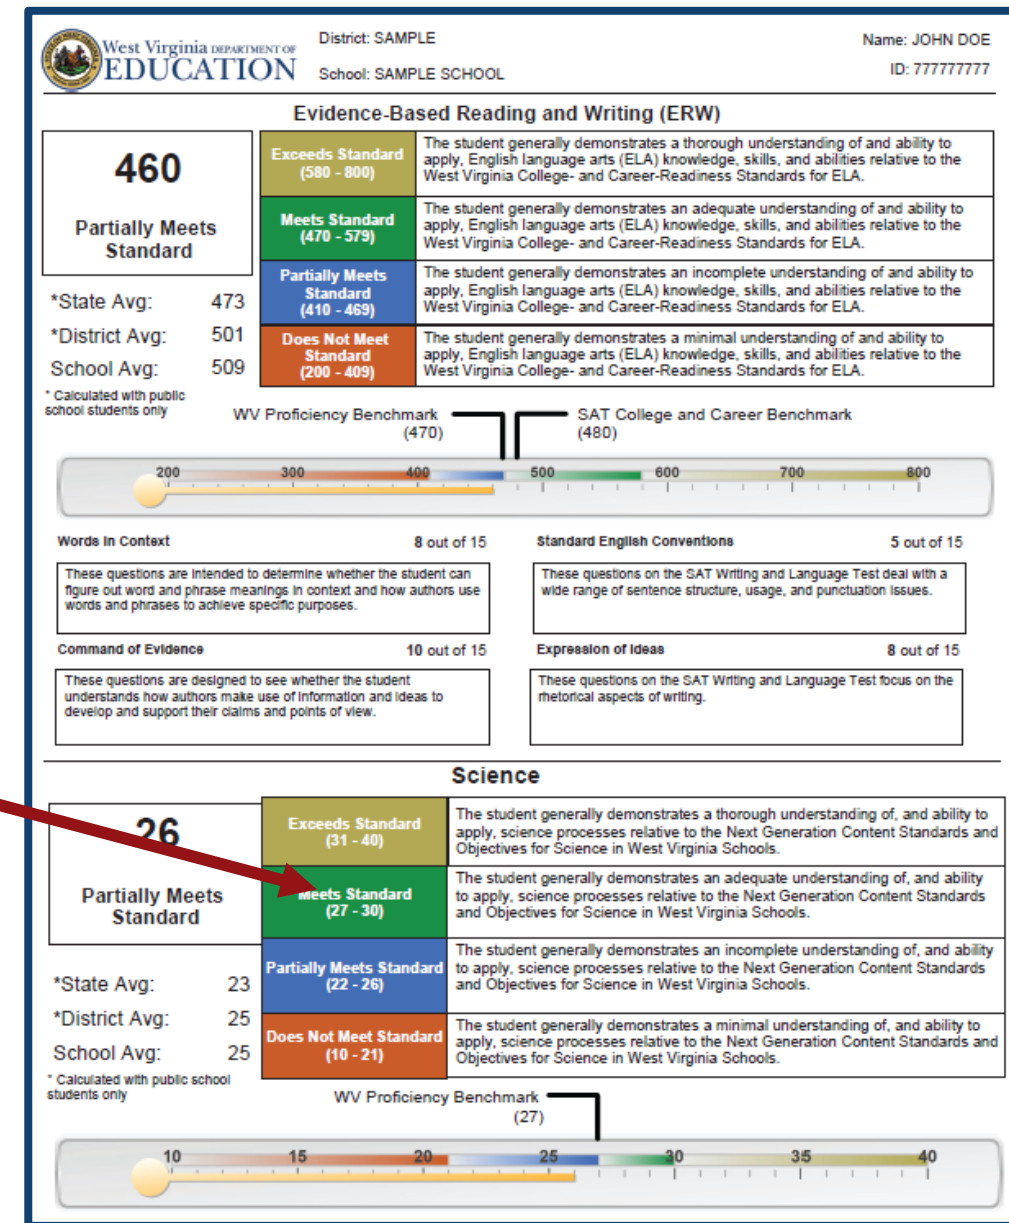 West Virginia DEPARTMENT OF
EDUCATION
District: SAMPLE
School: SAMPLE SCHOOL
Name: JOHN DOE
ID: 777777777
Evidence-Based Reading and Writing (ERW)
460
Partially Meets
Standard
*State Avg: 473
*District Avg: 501
School Avg: 509
* Calculated with public
school students only
Exceeds Standard
(580 - 800)
The student generally demonstrates a thorough understanding of and ability to
apply, English language arts (ELA) knowledge, skills, and abilities relative to the
West Virginia College- and Career-Readiness Standards for ELA.
Meets Standard
(470 - 579)
The student generally demonstrates an adequate understanding of and ability to
apply, English language arts (ELA) knowledge, skills, and abilities relative to the
West Virginia College- and Career-Readiness Standards for ELA.
Partially Meets
Standard
(410 - 469)
The student generally demonstrates an incomplete understanding of and ability to
apply, English language arts (ELA) knowledge, skills, and abilities relative to the
West Virginia College- and Career-Readiness Standards for ELA.
Does Not Meet
Standard
(200 - 409)
The student generally demonstrates a minimal understanding of and ability to
apply, English language arts (ELA) knowledge, skills, and abilities relative to the
West Virginia College- and Career-Readiness Standards for ELA.
WV Proficiency Benchmark
(470)
SAT College and Career Benchmark
(480)
200 300 400 500 600 700 800
Words In Context 8 out of 15
These questions are intended to determine whether the student can
figure out word and phrase meanings in context and how authors use
words and phrases to achieve specific purposes.
Standard English Conventions 5 out of 15
These questions on the SAT Writing and Language Test deal with a
wide range of sentence structure, usage, and punctuation issues.
Command of Evidence 10 out of 15
These questions are designed to see whether the student
understands how authors make use of information and ideas to
develop and support their claims and points of view.
Expression of Ideas 8 out of 15
These questions on the SAT Writing and Language Test focus on the
rhetorical aspects of writing.
Science
26
Partially Meets
Standard
*State Avg: 23
*District Avg: 25
School Avg: 25
* Calculated with public school
students only
Exceeds Standard
(31 - 40)
The student generally demonstrates a thorough understanding of, and ability to
apply, science processes relative to the Next Generation Content Standards and
Objectives for Science in West Virginia Schools.
Meets Standard
(27 - 30)
The student generally demonstrates an adequate understanding of, and ability
to apply, science processes relative to the Next Generation Content Standards
and Objectives for Science in West Virginia Schools.
Partially Meets Standard
(22 - 26)
The student generally demonstrates an incomplete understanding of, and ability
to apply, science processes relative to the Next Generation Content Standards
and Objectives for Science in West Virginia Schools.
Does Not Meet Standard
(10 - 21)
The student generally demonstrates a minimal understanding of, and ability to
apply, science processes relative to the Next Generation Content Standards and
Objectives for Science in West Virginia Schools.
WV Proficiency Benchmark
(27)
10 15 20 25 30 35 40